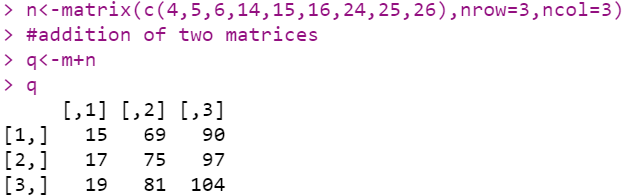 > n<-matrix(c(4,5,6,14,15,16,24,25,26),nrow=3,ncol=3)
> #addition of two matrices
> q<-m+n
> q
     [,1] [,2] [,3]
[1,]   15   69   90
[2,]   17   75   97
[3,]   19   81  104